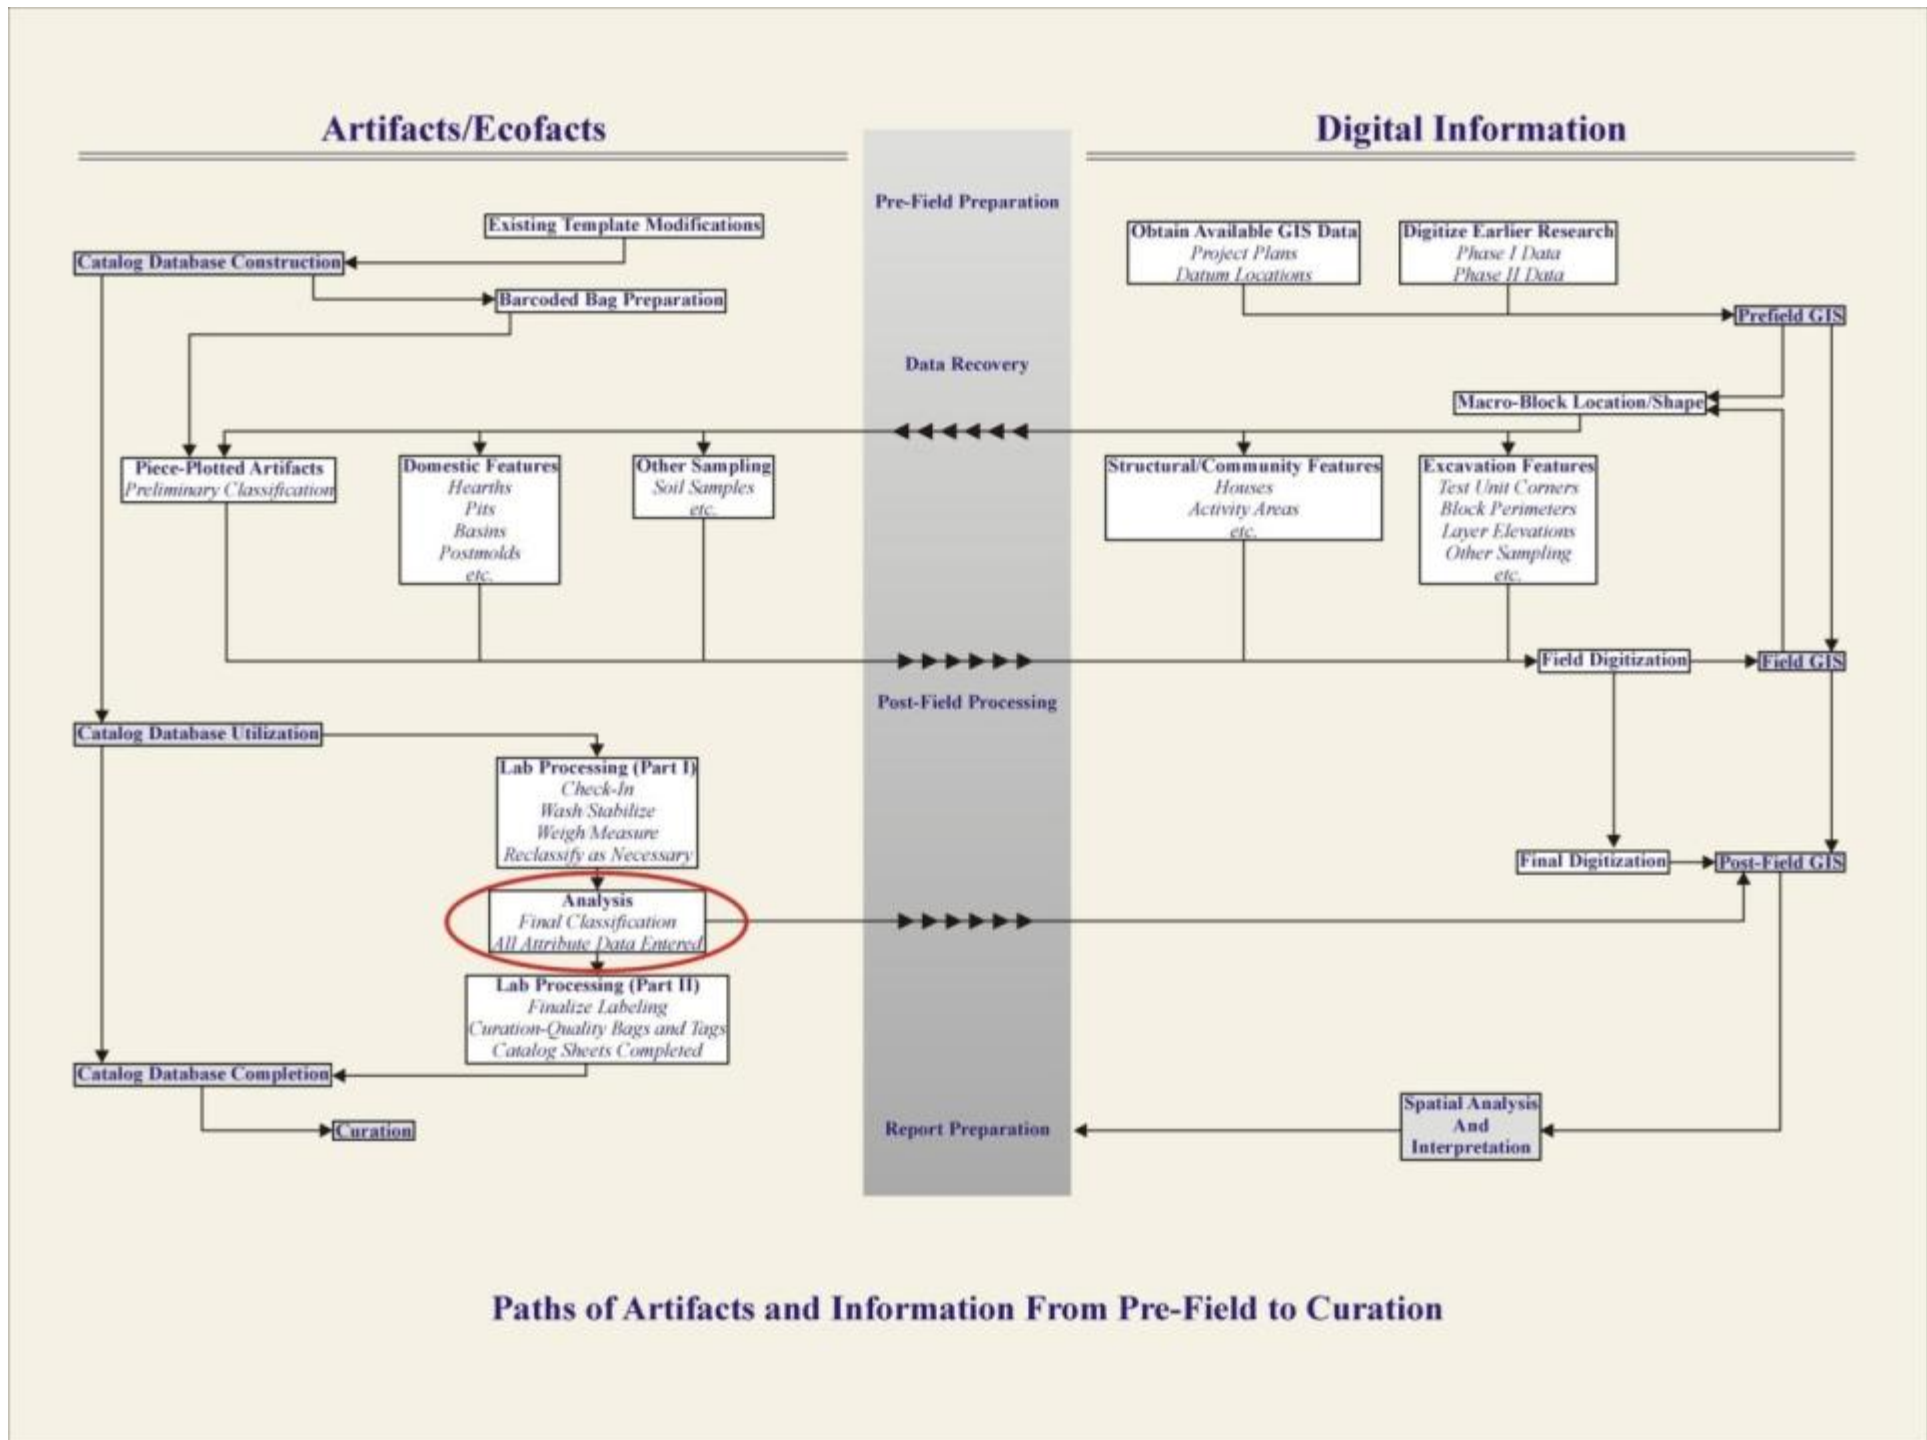 Artifacts/Ecofacts
Digital Information
Pre-Field Preparation
Existing Template Modifications
Catalog Database Construction
Barcoded Bag Preparation
Obtain Available GIS Data
Project Plans
Datum Locations
Digitize Earlier Research
Phase I Data
Phase II Data
Prefield GIS
Data Recovery
Macro-Block Location/Shape
Piece-Plotted Artifacts
Preliminary Classification
Domestic Features
Hearths
Pits
Basins
Postmolds
etc.
Other Sampling
Soil Samples
etc.
Structural/Community Features
Houses
Activity Areas
etc.
Excavation Features
Test Unit Corners
Block Perimeters
Layer Elevations
Other Sampling
etc.
Field Digitization
Field GIS
Post-Field Processing
Catalog Database Utilization
Lab Processing (Part I)
Check-In
Wash/Stabilize
Weigh/Measure
Reclassify as Necessary
Final Digitization
Post-Field GIS
Analysis
Final Classification
All Attribute Data Entered
Lab Processing (Part II)
Finalize Labeling
Curation-Quality Bags and Tags
Catalog Sheets Completed
Catalog Database Completion
Curation
Report Preparation
Spatial Analysis
And
Interpretation
Paths of Artifacts and Information From Pre-Field to Curation